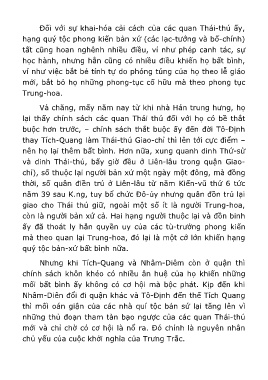 Đối với sự khai-hóa cải cách của các quan Thái-thú ấy,
hạng quý tộc phong kiến bản xứ (các lạc-tướng và bố-chính)
tất cũng hoan nghênh nhiều điều, ví như phép canh tác, sự
học hành, nhưng hẳn cũng có nhiều điều khiến họ bất bình,
ví như việc bắt bẻ tính tự do phóng túng của họ theo lễ giáo
mới, bắt bỏ những phong-tục cố hữu mà theo phong tục
Trung-hoa.
Và chăng, mấy năm nay từ khi nhà Hán trung hưng, họ
lại thấy chính sách các quan Thái thú đối với họ có bề thắt
buộc hơn trước, – chính sách thắt buộc ấy đến đời Tô-Định
thay Tích-Quang làm Thái-thú Giao-chỉ thì lên tới cực điểm –
nên họ lại thêm bất bình. Hơn nữa, xung quanh dinh Thứ-sử
và dinh Thái-thú, bấy giờ đều ở Liên-lâu trong quận Giao-
chỉ), số thuộc lại người bản xứ một ngày một đông, mà đồng
thời, số quân điền trú ở Liên-lâu từ năm Kiến-vũ thứ 6 tức
năm 39 sau K.ng, tuy bổ chức Đô-úy nhưng quân đồn trú lại
giao cho Thái thú giữ, ngoài một số ít là người Trung-hoa,
còn là người bản xứ cả. Hai hạng người thuộc lại và đồn binh
ấy đã thoát ly hẳn quyền uy của các tù-trưởng phong kiến
mà theo quan lại Trung-hoa, đó lại là một cớ lớn khiến hạng
quý tộc bản-xứ bất bình nữa.
Nhưng khi Tích-Quang và Nhâm-Diêm còn ở quận thì
chính sách khôn khéo có nhiều ân huệ của họ khiến những
mối bất bình ấy không có cơ hội mà bộc phát. Kịp đến khi
Nhâm-Diên đổi đi quận khác và Tô-Định đến thế Tích Quang
thì mối oán giận của các nhà quí tộc bản sứ lại tăng lên vì
những thủ đoạn tham tàn bạo ngược của các quan Thái-thú
mới và chỉ chờ có cơ hội là nổ ra. Đó chính là nguyên nhân
chủ yếu của cuộc khởi nghĩa của Trưng Trắc.